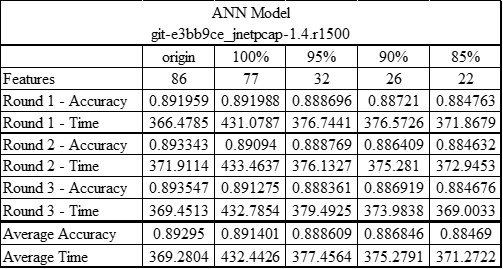 ANN Model
git-e3bb9ce_jnetpcap-1.4.r1500
origin 100% 95% 90% 85%
Features 86 77 32 26 22
Round 1 - Accuracy 0.891959 0.891988 0.888696 0.88721 0.884763
Round 1 - Time 366.4785 431.0787 376.7441 376.5726 371.8679
Round 2 - Accuracy 0.893343 0.89094 0.888769 0.886409 0.884632
Round 2 - Time 371.9114 433.4637 376.1327 375.281 372.9453
Round 3 - Accuracy 0.893547 0.891275 0.888361 0.886919 0.884676
Round 3 - Time 369.4513 432.7854 379.4925 373.9838 369.0033
Average Accuracy 0.89295 0.891401 0.888609 0.886846 0.88469
Average Time 369.2804 432.4426 377.4564 375.2791 371.2722